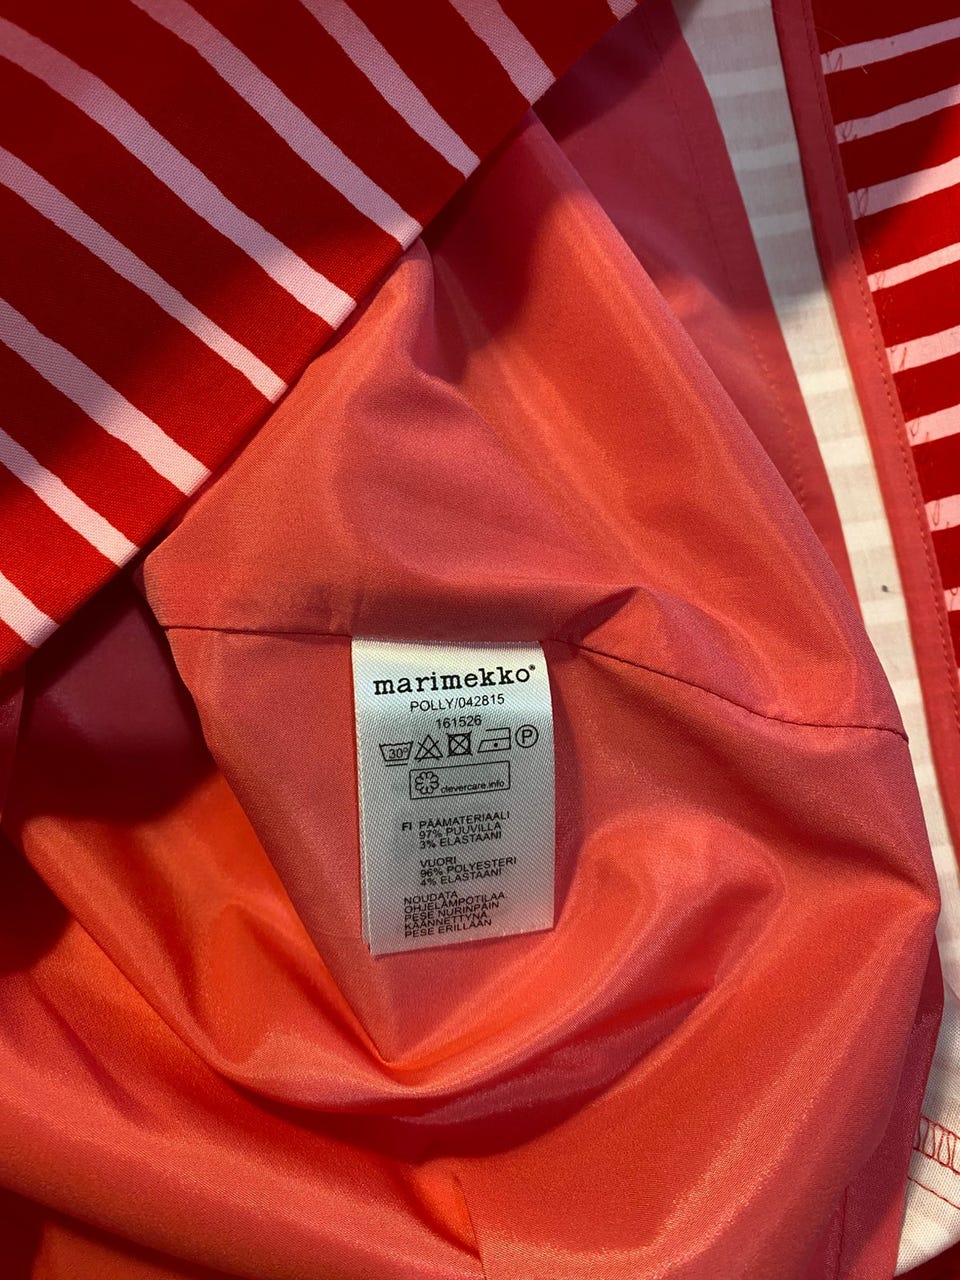 marimekko®
POLLY/042815
161526
30°
P
clevercare.info
FI PÄÄMATERIAALI
97% PUUVILLA
3% ELASTAANI
VUORI
96% POLYESTERI
4% ELASTAANI
NOUDATA
OHJELÄMPÖTILAA
PESE NURINPÄIN
KÄÄNNETTYNÄ
PESE ERILLÄÄN